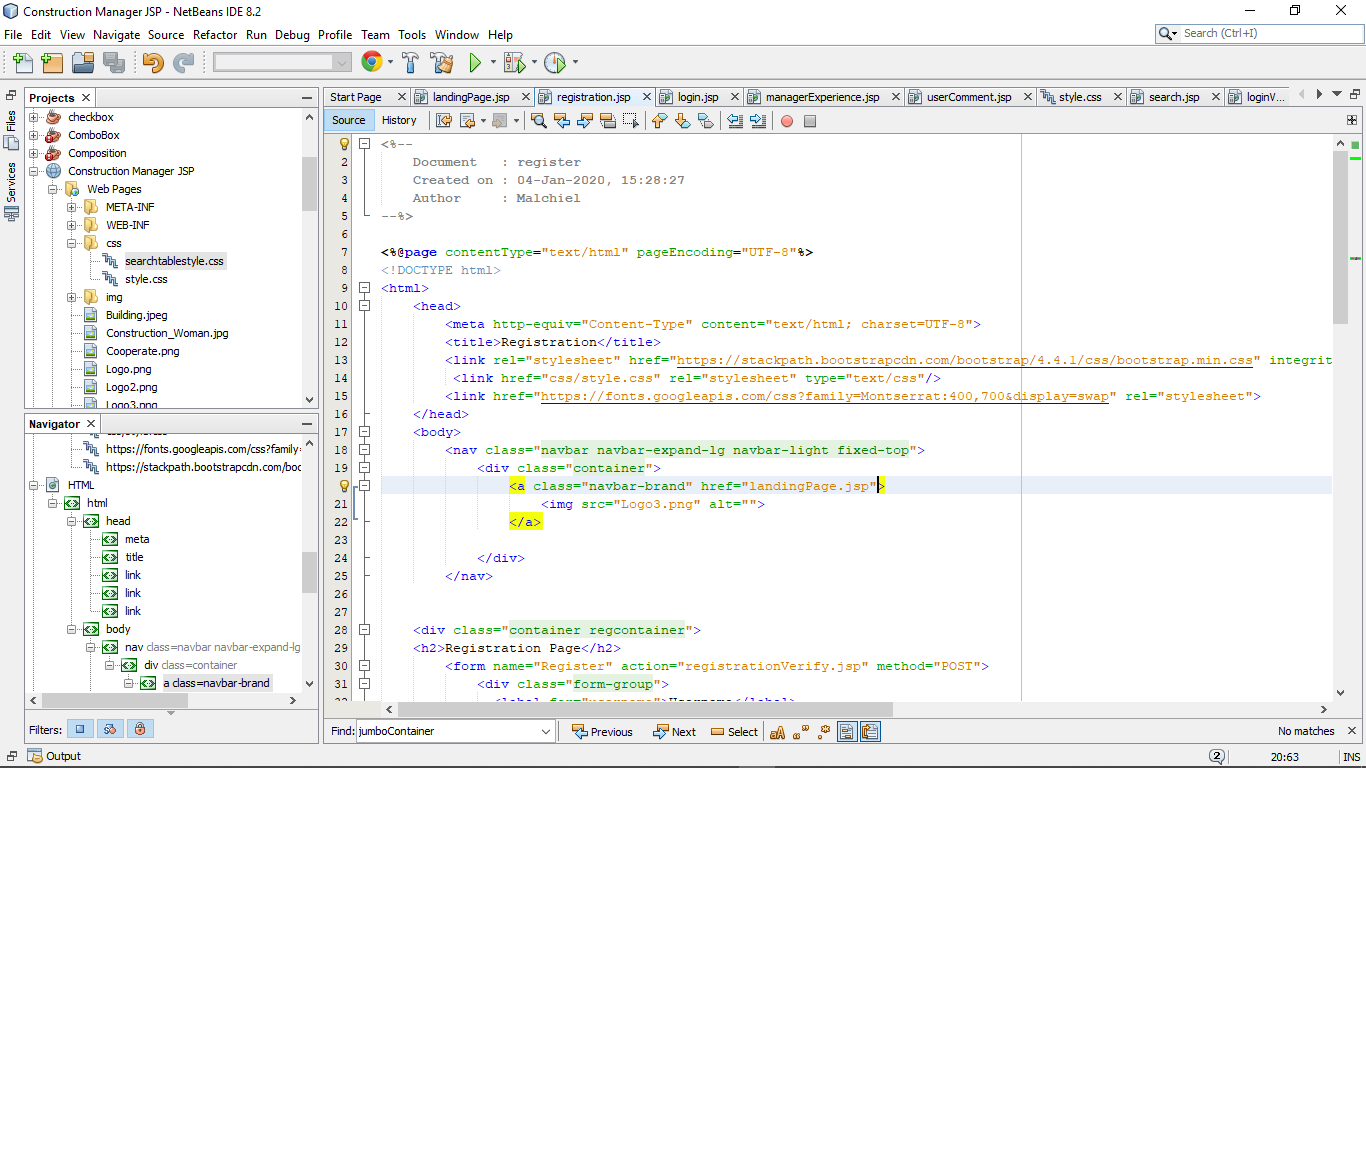 Construction Manager JSP - NetBeans IDE 8.2
File Edit View Navigate Source Refactor Run Debug Profile Team Tools Window Help
Search (Ctrl+I)
Files
Services
Projects
checkbox
ComboBox
Composition
Construction Manager JSP
Web Pages
META-INF
WEB-INF
css
searchtablestyle.css
style.css
img
Building.jpeg
Construction_Woman.jpg
Cooperate.png
Logo.png
Logo2.png
Logo3.png
Navigator
https://fonts.googleapis.com/css?family=
https://stackpath.bootstrapcdn.com/boo
HTML
html
head
meta
title
link
link
link
body
nav class=navbar navbar-expand-lg
div class=container
a class=navbar-brand
Filters:
Start Page landingPage.jsp registration.jsp login.jsp managerExperience.jsp userComment.jsp style.css search.jsp loginV...
Source History
<%--
2 Document : register
3 Created on : 04-Jan-2020, 15:28:27
4 Author : Malchiel
5 --%>
6
7 <%@page contentType="text/html" pageEncoding="UTF-8"%>
8 <!DOCTYPE html>
9 <html>
10 <head>
11 <meta http-equiv="Content-Type" content="text/html; charset=UTF-8">
12 <title>Registration</title>
13 <link rel="stylesheet" href="https://stackpath.bootstrapcdn.com/bootstrap/4.4.1/css/bootstrap.min.css" integrit
14 <link href="css/style.css" rel="stylesheet" type="text/css"/>
15 <link href="https://fonts.googleapis.com/css?family=Montserrat:400,700&display=swap" rel="stylesheet">
16 </head>
17 <body>
18 <nav class="navbar navbar-expand-lg navbar-light fixed-top">
19 <div class="container">
<a class="navbar-brand" href="landingPage.jsp">
21 <img src="Logo3.png" alt="">
22 </a>
23
24 </div>
25 </nav>
26
27
28 <div class="container regcontainer">
29 <h2>Registration Page</h2>
30 <form name="Register" action="registrationVerify.jsp" method="POST">
31 <div class="form-group">
Find: jumboContainer Previous Next Select No matches
Output
2 20:63 INS